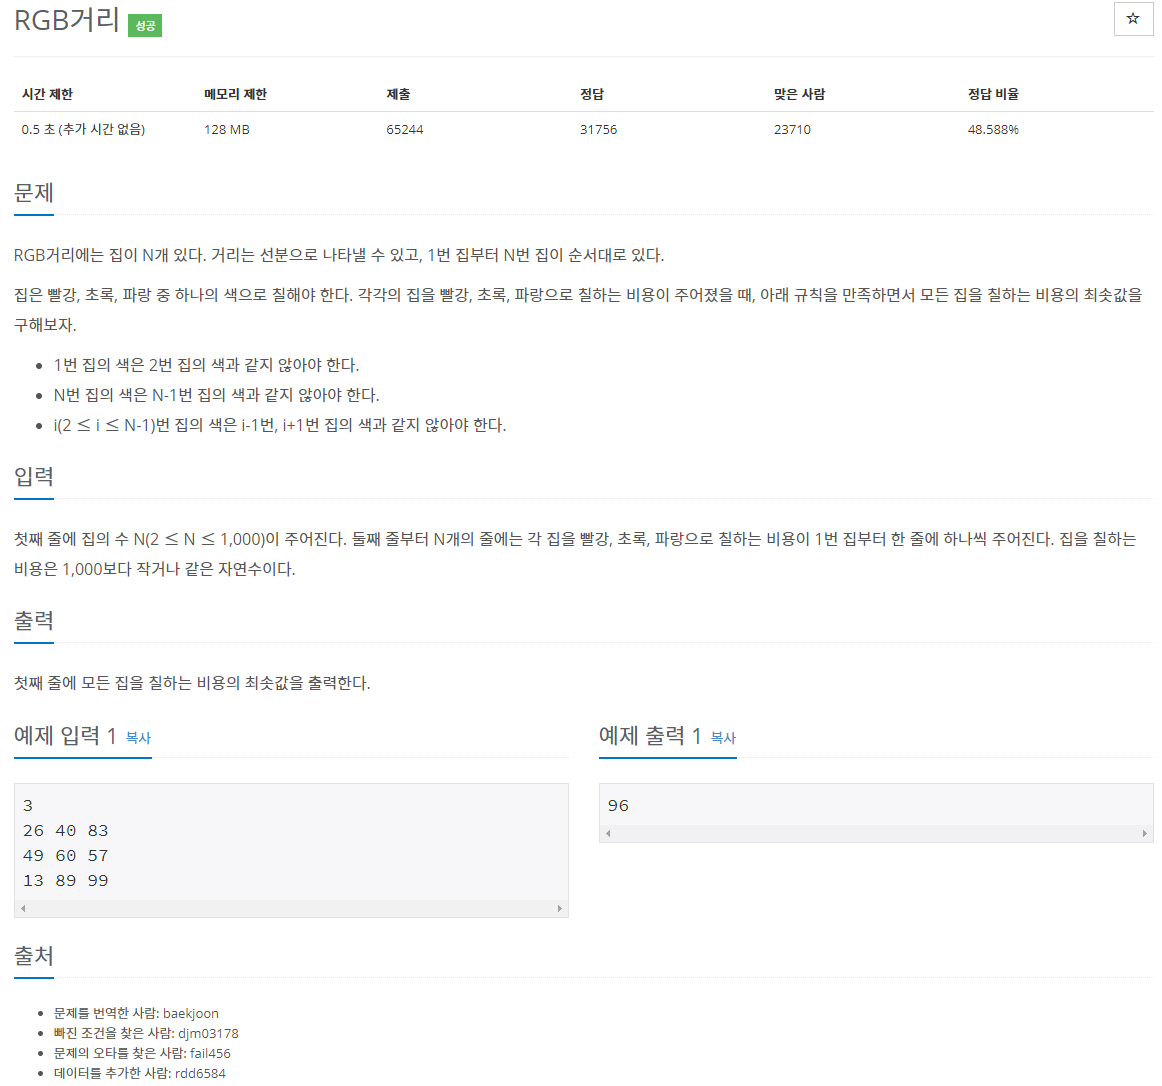 RGB거리 성공
☆
시간 제한 메모리 제한 제출 정답 맞은 사람 정답 비율
0.5 초 (추가 시간 없음) 128 MB 65244 31756 23710 48.588%
문제
RGB거리에는 집이 N개 있다. 거리는 선분으로 나타낼 수 있고, 1번 집부터 N번 집이 순서대로 있다.
집은 빨강, 초록, 파랑 중 하나의 색으로 칠해야 한다. 각각의 집을 빨강, 초록, 파랑으로 칠하는 비용이 주어졌을 때, 아래 규칙을 만족하면서 모든 집을 칠하는 비용의 최솟값을
구해보자.
• 1번 집의 색은 2번 집의 색과 같지 않아야 한다.
• N번 집의 색은 N-1번 집의 색과 같지 않아야 한다.
• i(2 ≤ i ≤ N-1)번 집의 색은 i-1번, i+1번 집의 색과 같지 않아야 한다.
입력
첫째 줄에 집의 수 N(2 ≤ N ≤ 1,000)이 주어진다. 둘째 줄부터 N개의 줄에는 각 집을 빨강, 초록, 파랑으로 칠하는 비용이 1번 집부터 한 줄에 하나씩 주어진다. 집을 칠하는
비용은 1,000보다 작거나 같은 자연수이다.
출력
첫째 줄에 모든 집을 칠하는 비용의 최솟값을 출력한다.
예제 입력 1 복사
3
26 40 83
49 60 57
13 89 99
예제 출력 1 복사
96
출처
• 문제를 번역한 사람: baekjoon
• 빠진 조건을 찾은 사람: djm03178
• 문제의 오타를 찾은 사람: fail456
• 데이터를 추가한 사람: rdd6584